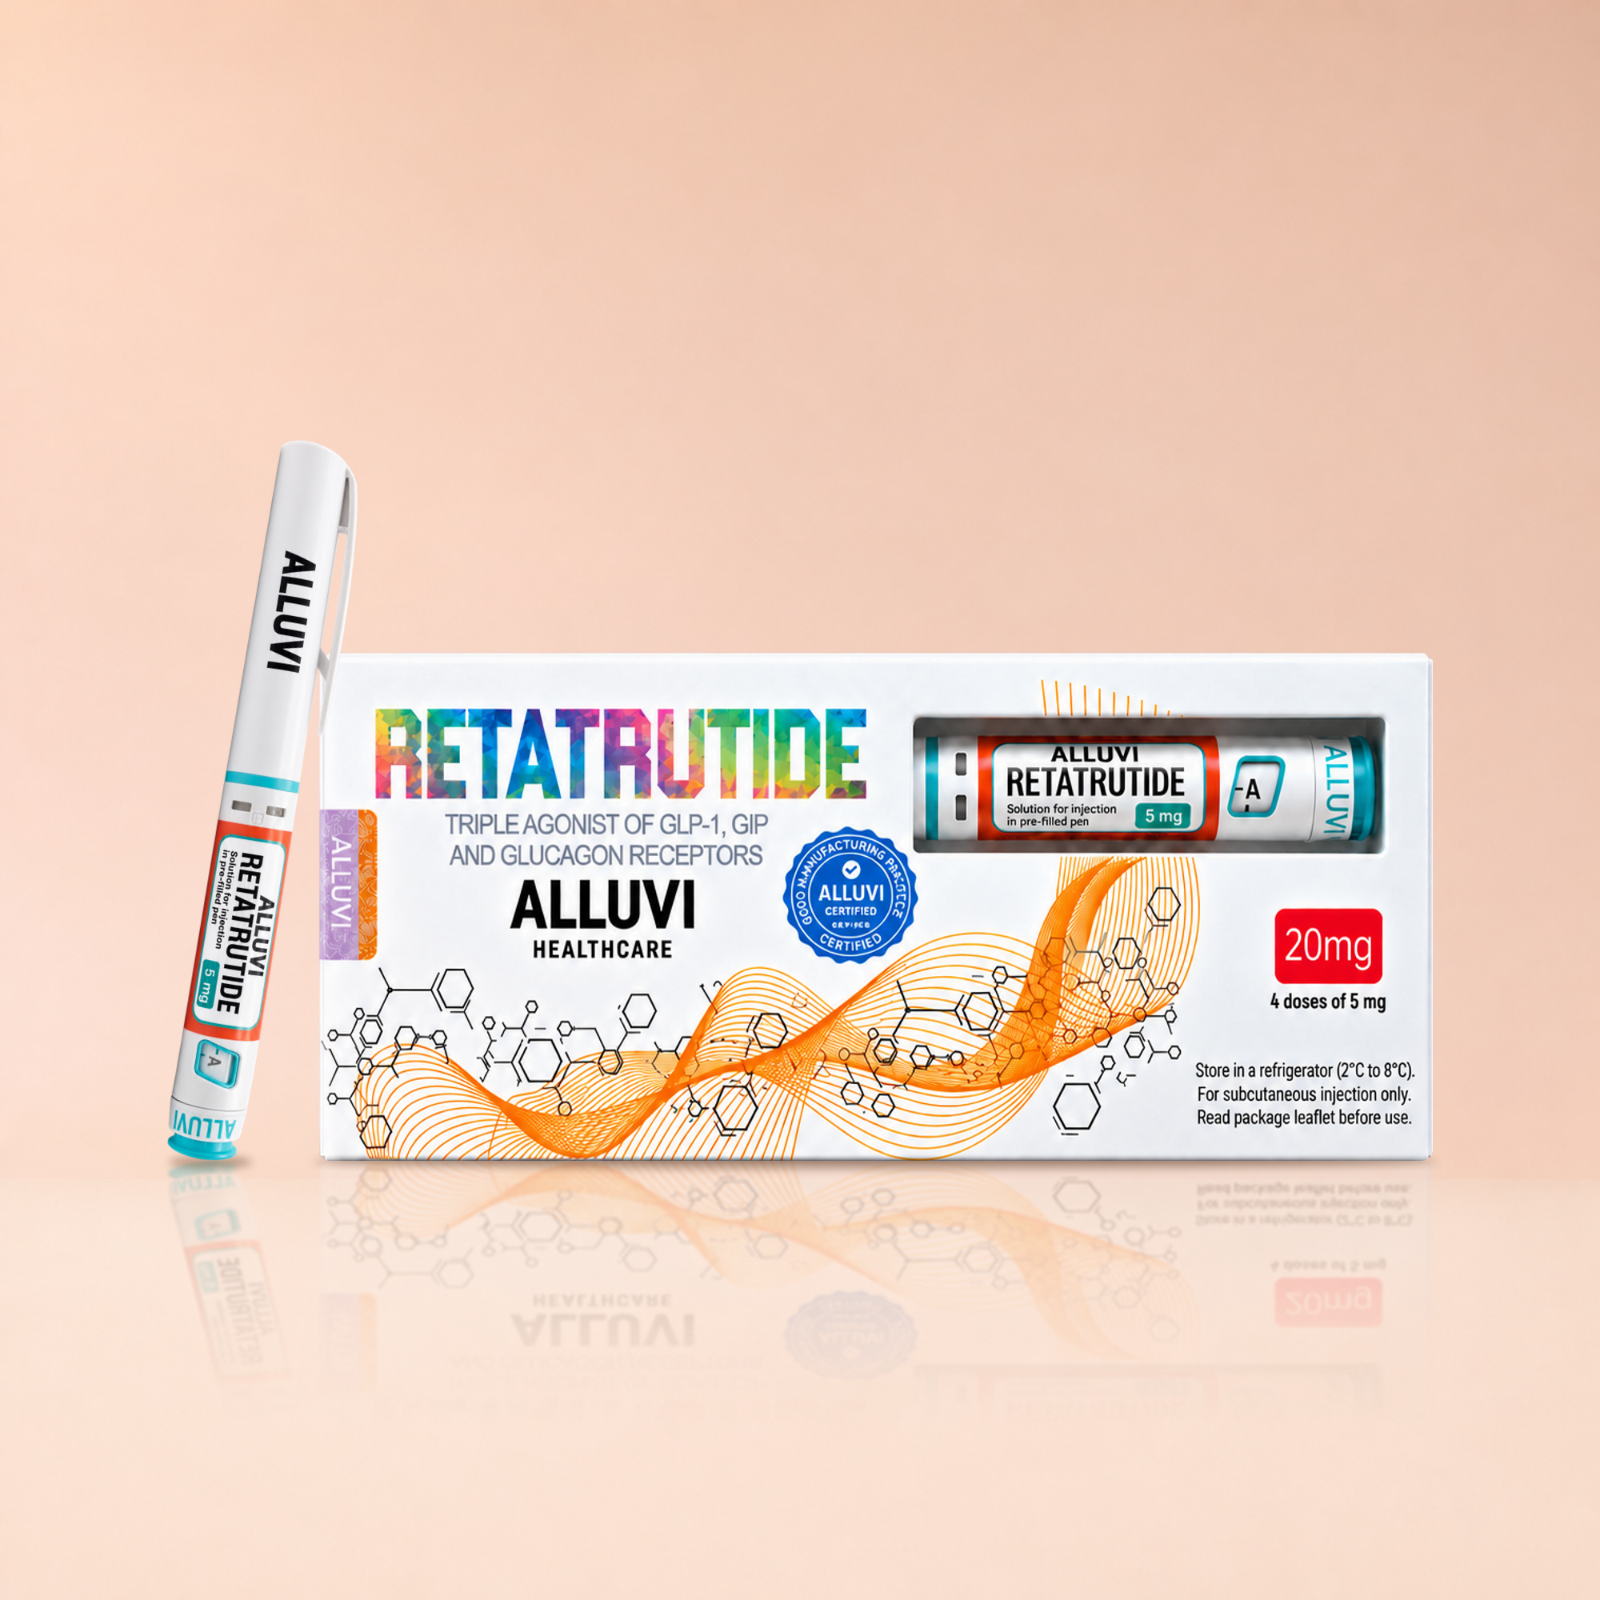 ALLUVI
ALLUVI
RETATRUTIDE
Solution for injection
in pre-filled pen
5 mg
A
ALLUVI
RETATRUTIDE
TRIPLE AGONIST OF GLP-1, GIP
AND GLUCAGON RECEPTORS
ALLUVI
HEALTHCARE
ALLUVI
GOOD MANUFACTURING
ALLUVI
CERTIFIED
CERTIFIED
ALLUVI
RETATRUTIDE
Solution for injection
in pre-filled pen
5 mg
-A
ALLUVI
20mg
4 doses of 5 mg
Store in a refrigerator (2°C to 8°C).
For subcutaneous injection only.
Read package leaflet before use.